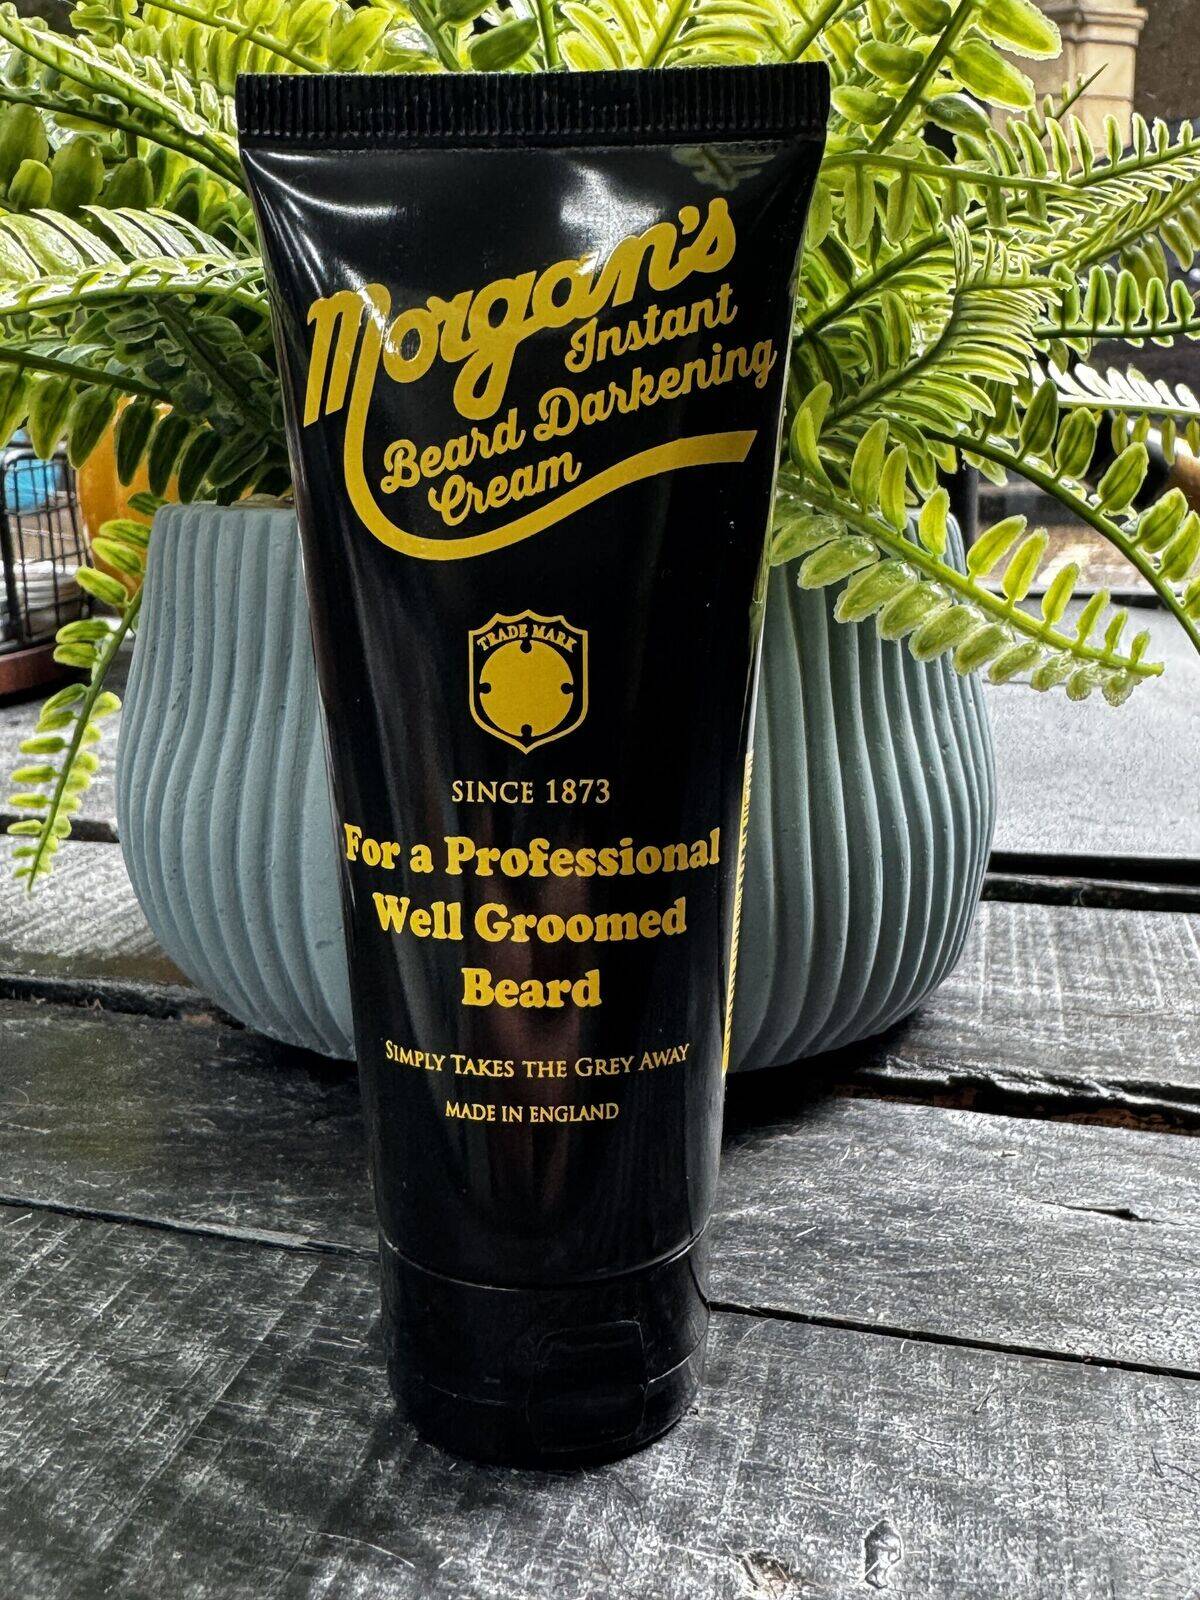 Morgan's
Instant
Beard Darkening
Cream
TRADE MARK
SINCE 1873
For a Professional
Well Groomed
Beard
SIMPLY TAKES THE GREY AWAY
MADE IN ENGLAND